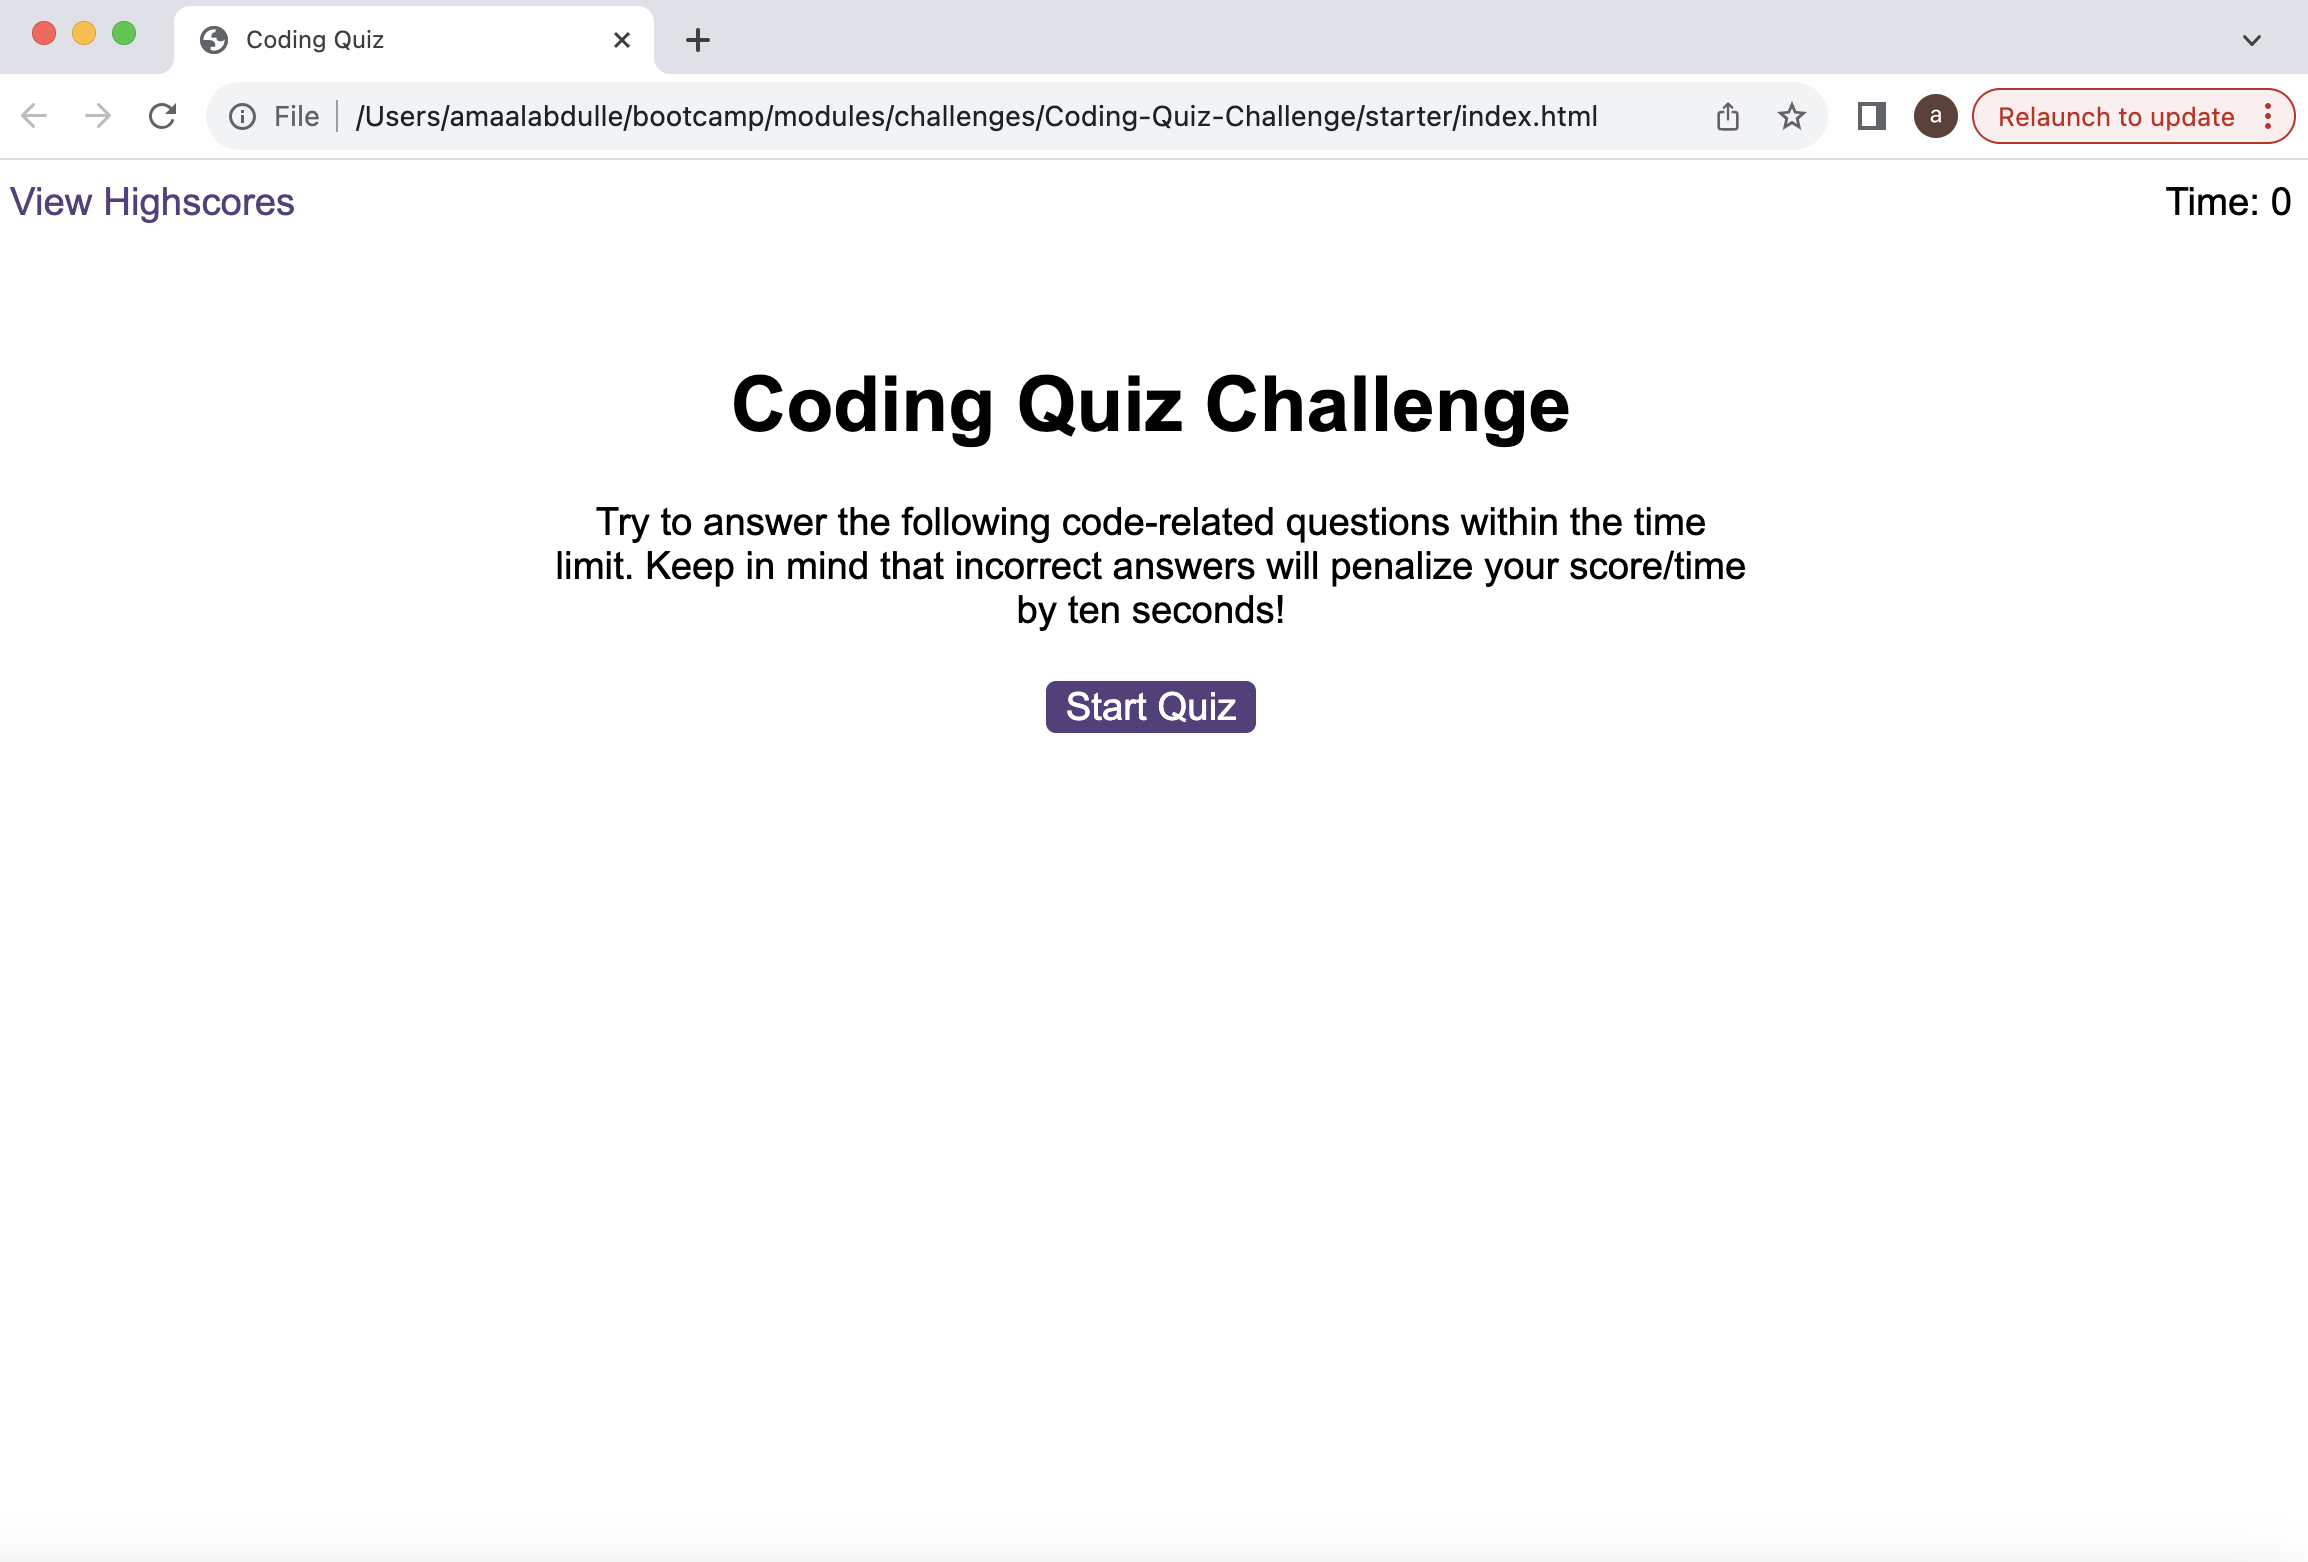 Coding Quiz
File
/Users/amaalabdulle/bootcamp/modules/challenges/Coding-Quiz-Challenge/starter/index.html
a
Relaunch to update
View Highscores
Time: 0
Coding Quiz Challenge
Try to answer the following code-related questions within the time
limit. Keep in mind that incorrect answers will penalize your score/time
by ten seconds!
Start Quiz